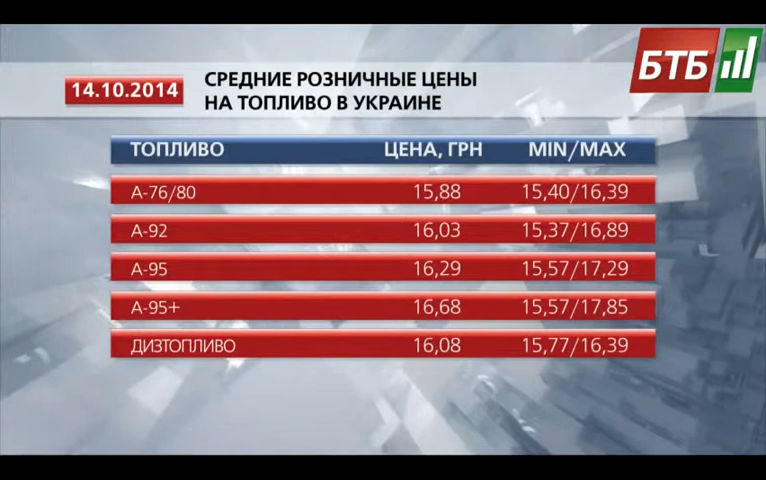 БТБ
14.10.2014
СРЕДНИЕ РОЗНИЧНЫЕ ЦЕНЫ
НА ТОПЛИВО В УКРАИНЕ
ТОПЛИВО ЦЕНА, ГРН MIN/MAX
А-76/80 15,88 15,40/16,39
А-92 16,03 15,37/16,89
А-95 16,29 15,57/17,29
А-95+ 16,68 15,57/17,85
ДИЗТОПЛИВО 16,08 15,77/16,39